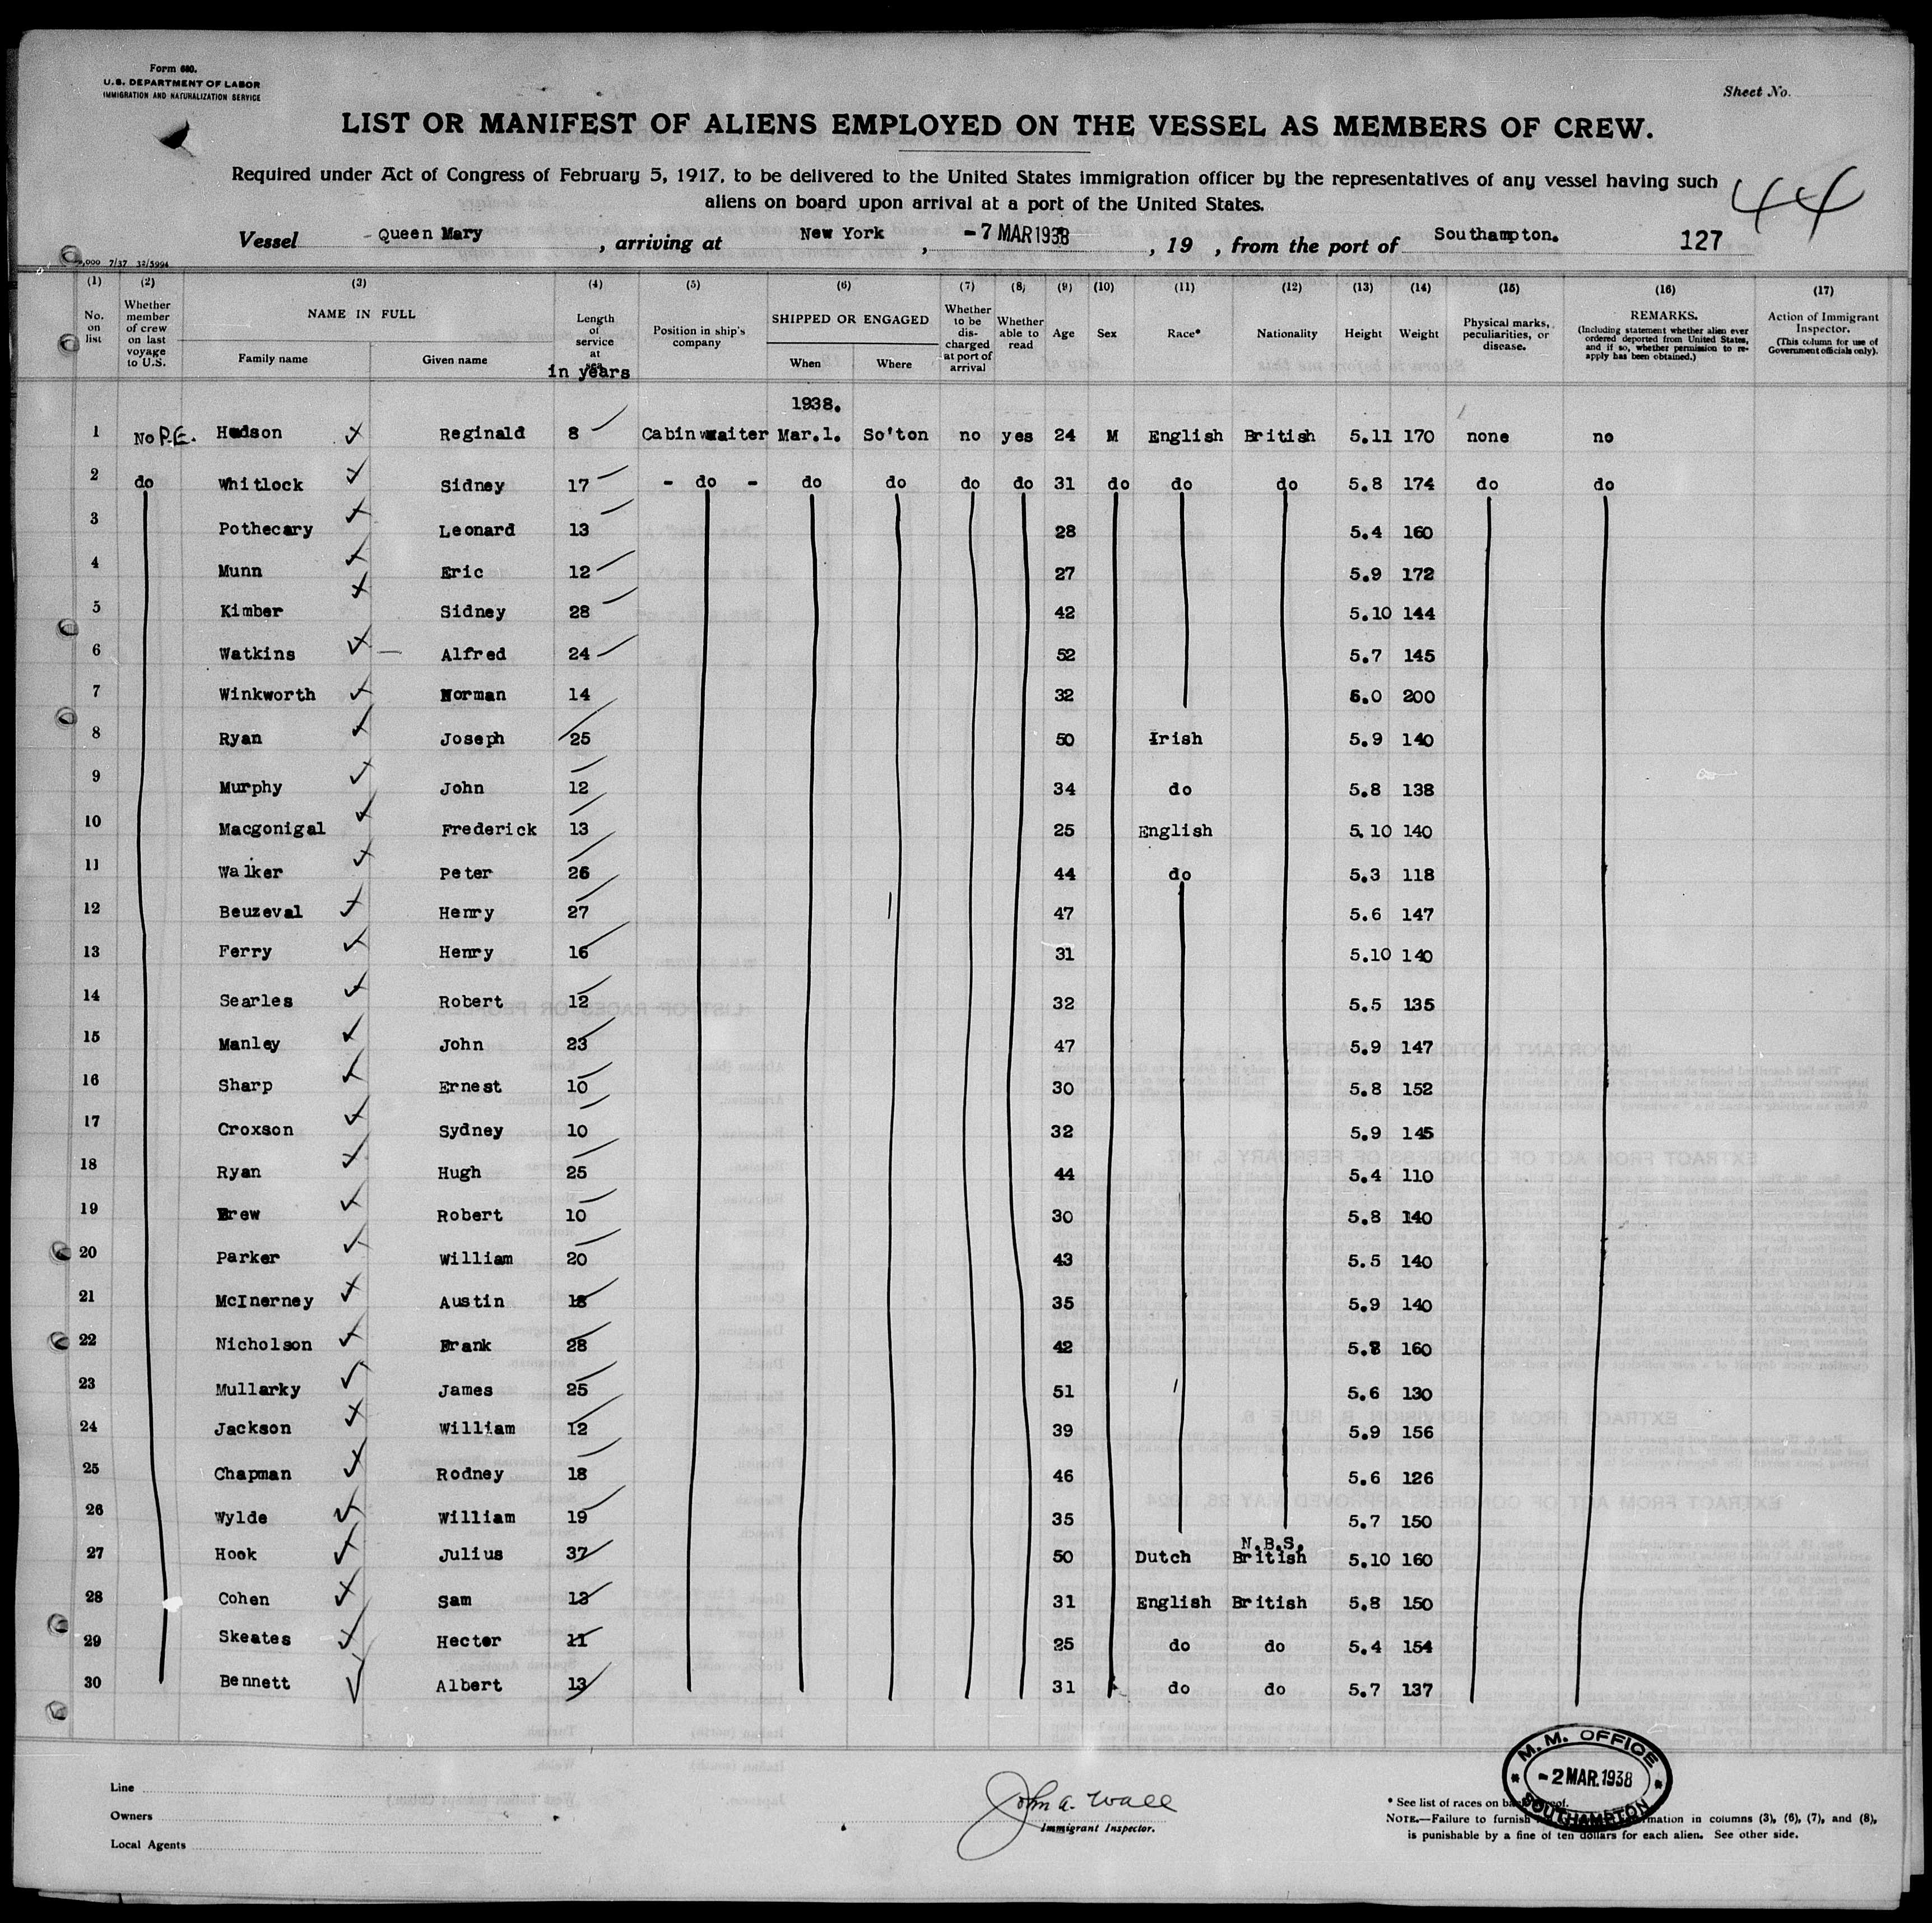 Form 680.
U.S. DEPARTMENT OF LABOR
IMMIGRATION AND NATURALIZATION SERVICE
Sheet No.
LIST OR MANIFEST OF ALIENS EMPLOYED ON THE VESSEL AS MEMBERS OF CREW.
Required under Act of Congress of February 5, 1917, to be delivered to the United States immigration officer by the representatives of any vessel having such
aliens on board upon arrival at a port of the United States.
44
Vessel Queen Mary, arriving at New York, -7 MAR 1938, 19 , from the port of Southampton. 127
,000 7/37 32/5994
(1) (2) (3) (4) (5) (6) (7) (8) (9) (10) (11) (12) (13) (14) (15) (16) (17)
No. on list
Whether member of crew on last voyage to U.S.
NAME IN FULL
Family name
Given name
Length of service at sea
in years
Position in ship's company
SHIPPED OR ENGAGED
When
Where
Whether to be discharged at port of arrival
Whether able to read
Age
Sex
Race*
Nationality
Height
Weight
Physical marks, peculiarities, or disease.
REMARKS.
(Including statement whether alien ever ordered deported from United States, and if so, whether permission to reapply has been obtained.)
Action of Immigrant Inspector.
(This column for use of Government officials only).
1938.
1 No P.E. Hudson Reginald 8 Cabin waiter Mar.1. So'ton no yes 24 M English British 5.11 170 none no
2 do Whitlock Sidney 17 - do - do do do do 31 do do do 5.8 174 do do
3 Pothecary Leonard 13 28 5.4 160
4 Munn Eric 12 27 5.9 172
5 Kimber Sidney 28 42 5.10 144
6 Watkins Alfred 24 52 5.7 145
7 Winkworth Norman 14 32 6.0 200
8 Ryan Joseph 25 50 Irish 5.9 140
9 Murphy John 12 34 do 5.8 138
10 Macgonigal Frederick 13 25 English 5.10 140
11 Walker Peter 26 44 do 5.3 118
12 Beuzeval Henry 27 47 5.6 147
13 Ferry Henry 16 31 5.10 140
14 Searles Robert 12 32 5.5 135
15 Manley John 23 47 5.9 147
16 Sharp Ernest 10 30 5.8 152
17 Croxson Sydney 10 32 5.9 145
18 Ryan Hugh 25 44 5.4 110
19 Drew Robert 10 30 5.8 140
20 Parker William 20 43 5.5 140
21 McInerney Austin 18 35 5.9 140
22 Nicholson Frank 28 42 5.8 160
23 Mullarky James 25 51 5.6 130
24 Jackson William 12 39 5.9 156
25 Chapman Rodney 18 46 5.6 126
26 Wylde William 19 35 5.7 150
N.B.S.
27 Hook Julius 37 50 Dutch British 5.10 160
28 Cohen Sam 13 31 English British 5.8 150
29 Skeates Hector 11 25 do do 5.4 154
30 Bennett Albert 13 31 do do 5.7 137
M.M. OFFICE
-2 MAR.1938
SOUTHAMPTON
Line
Owners
Local Agents
John A. Wall
Immigrant Inspector.
* See list of races on back hereof.
NOTE.—Failure to furnish information in columns (3), (6), (7), and (8),
is punishable by a fine of ten dollars for each alien. See other side.